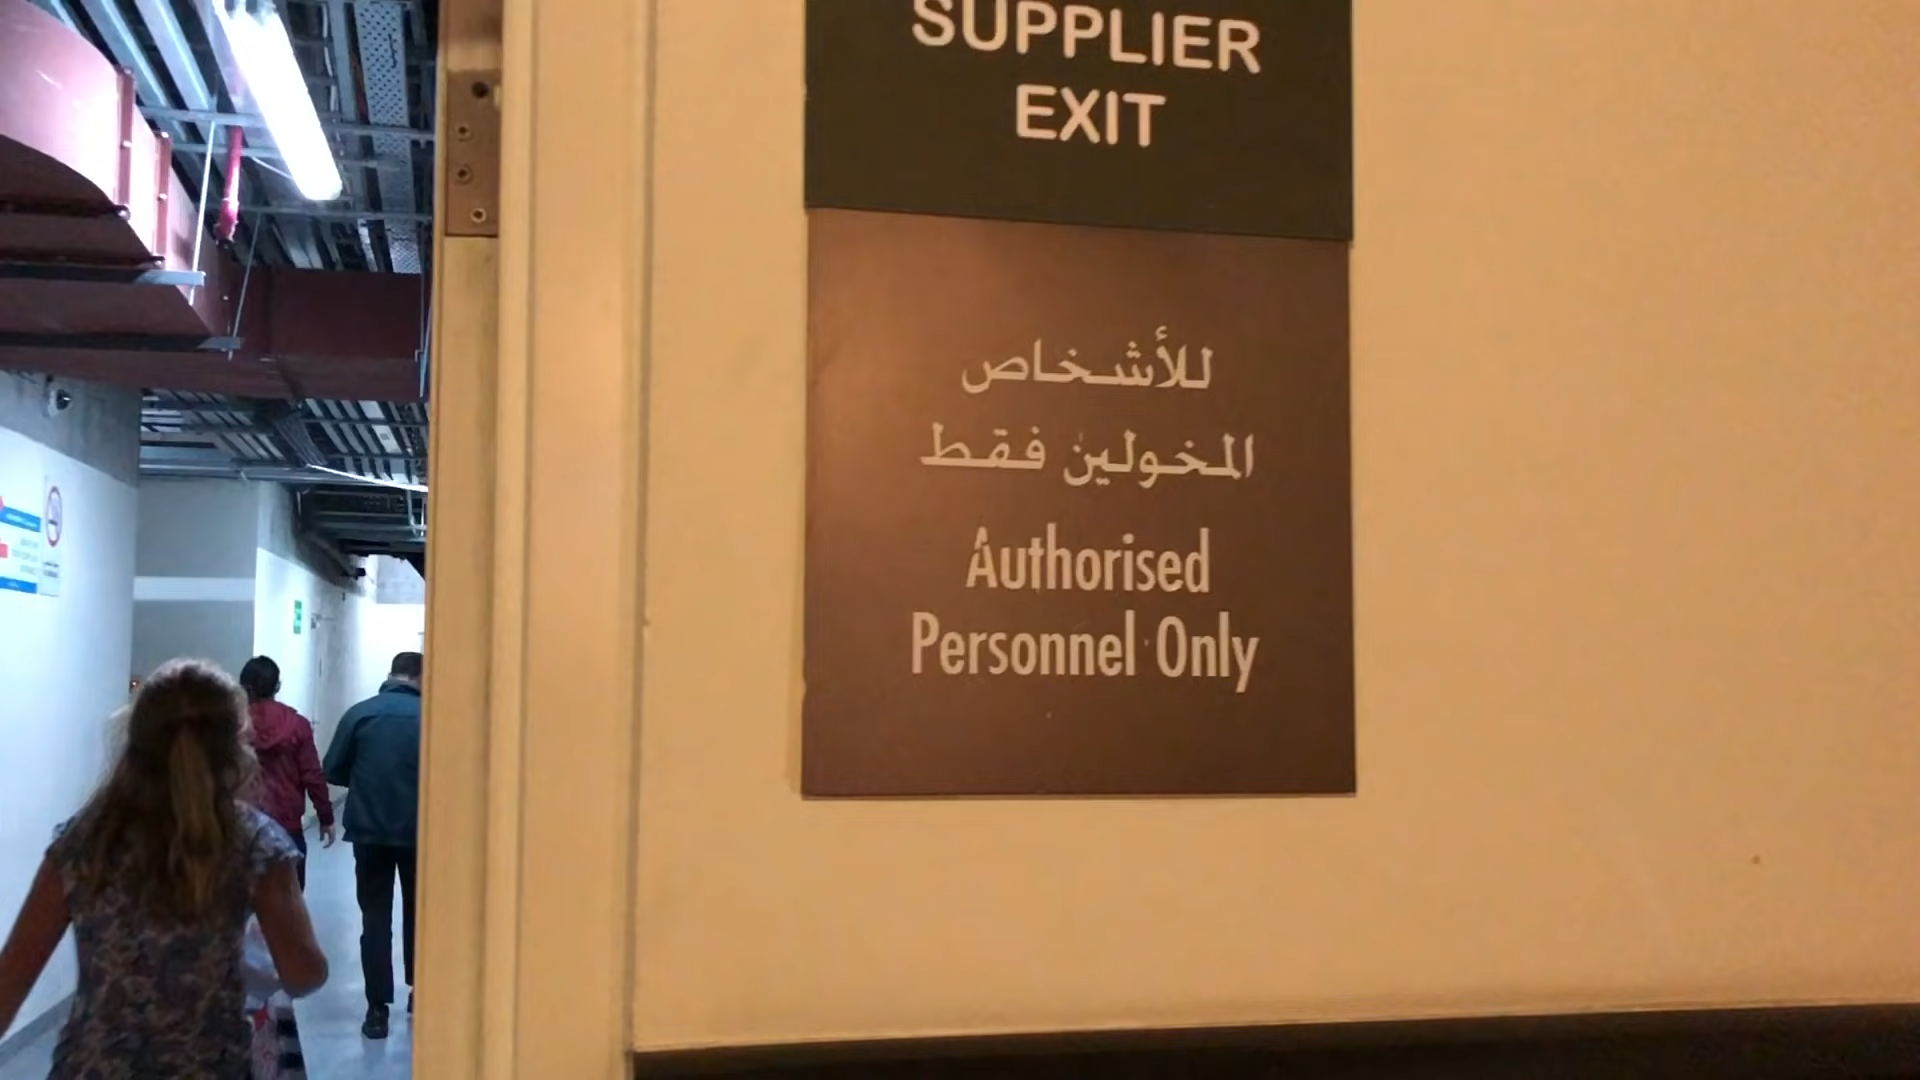 SUPPLIER
EXIT
للأشخاص
المخولين فقط
Authorised
Personnel Only